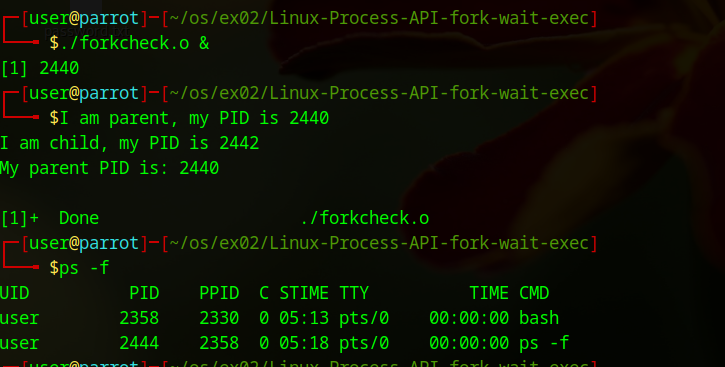 ┌─[user@parrot]─[~/os/ex02/Linux-Process-API-fork-wait-exec]
└──╼ $./forkcheck.o &
[1] 2440
┌─[user@parrot]─[~/os/ex02/Linux-Process-API-fork-wait-exec]
└──╼ $I am parent, my PID is 2440
I am child, my PID is 2442
My parent PID is: 2440
[1]+  Done                    ./forkcheck.o
┌─[user@parrot]─[~/os/ex02/Linux-Process-API-fork-wait-exec]
└──╼ $ps -f
UID          PID    PPID  C STIME TTY          TIME CMD
user        2358    2330  0 05:13 pts/0    00:00:00 bash
user        2444    2358  0 05:18 pts/0    00:00:00 ps -f
┌─[user@parrot]─[~/os/ex02/Linux-Process-API-fork-wait-exec]